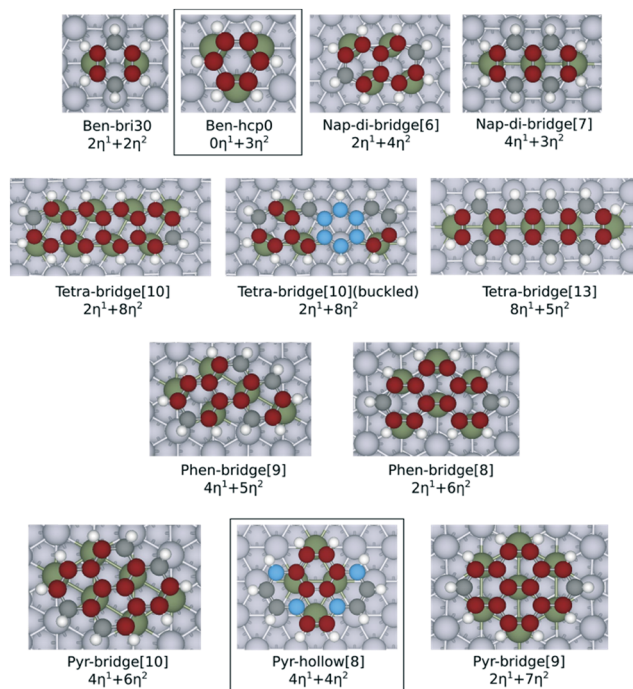 Ben-bri30
2η¹+2η²
Ben-hcp0
0η¹+3η²
Nap-di-bridge[6]
2η¹+4η²
Nap-di-bridge[7]
4η¹+3η²
Tetra-bridge[10]
2η¹+8η²
Tetra-bridge[10](buckled)
2η¹+8η²
Tetra-bridge[13]
8η¹+5η²
Phen-bridge[9]
4η¹+5η²
Phen-bridge[8]
2η¹+6η²
Pyr-bridge[10]
4η¹+6η²
Pyr-hollow[8]
4η¹+4η²
Pyr-bridge[9]
2η¹+7η²